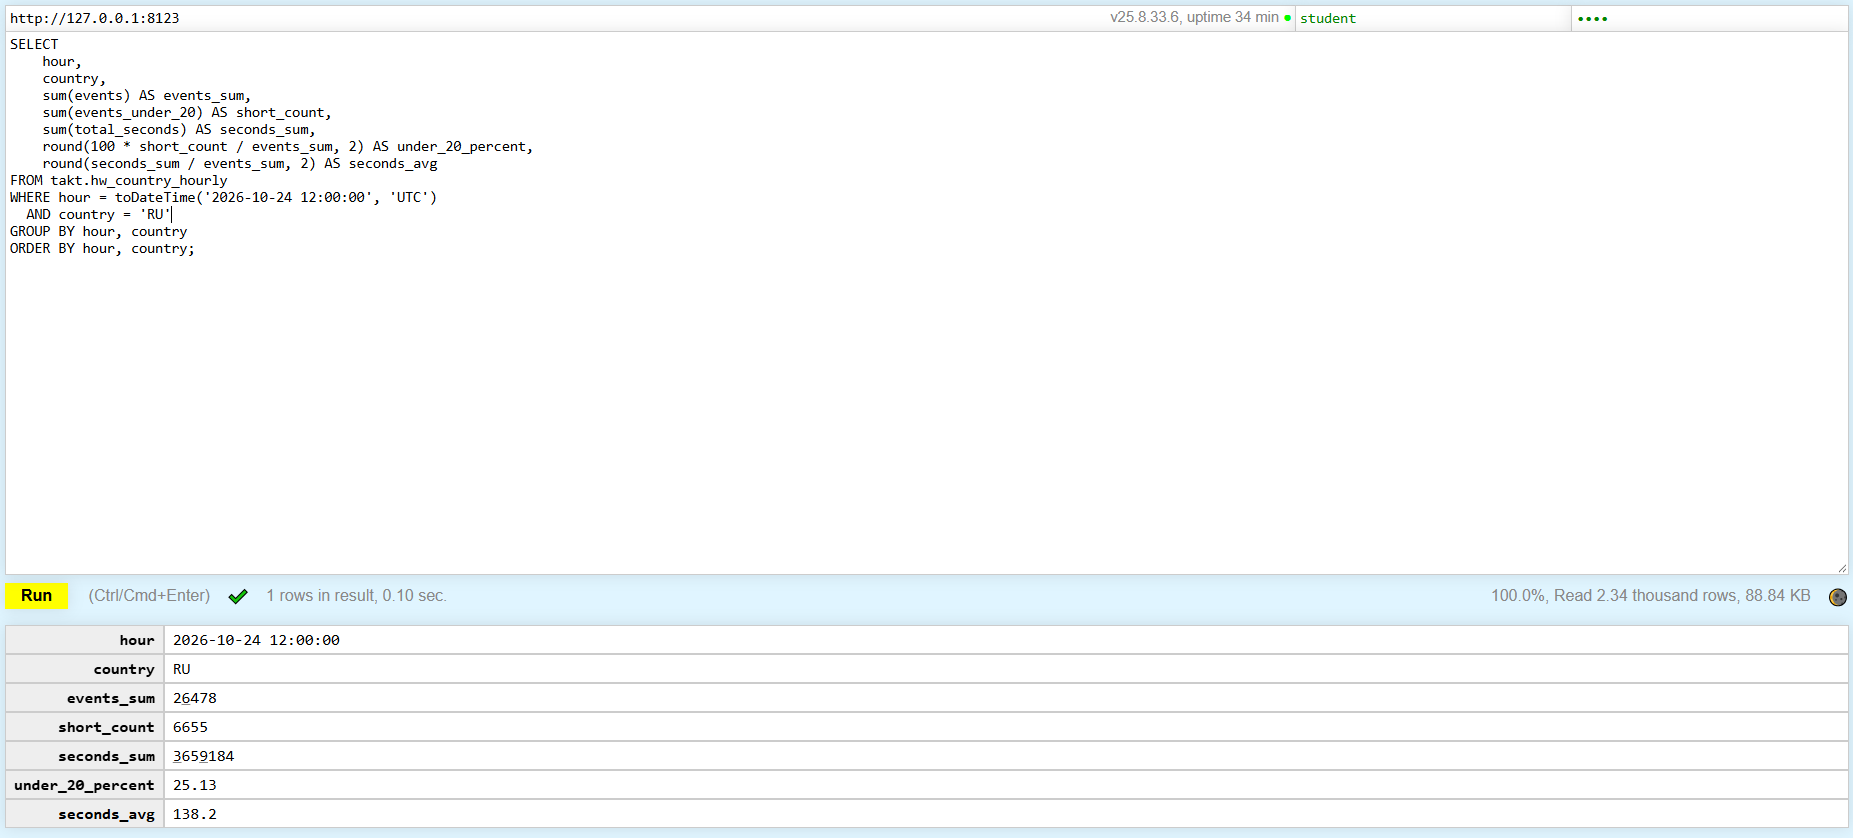 http://127.0.0.1:8123 v25.8.33.6, uptime 34 min student ••••
SELECT
    hour,
    country,
    sum(events) AS events_sum,
    sum(events_under_20) AS short_count,
    sum(total_seconds) AS seconds_sum,
    round(100 * short_count / events_sum, 2) AS under_20_percent,
    round(seconds_sum / events_sum, 2) AS seconds_avg
FROM takt.hw_country_hourly
WHERE hour = toDateTime('2026-10-24 12:00:00', 'UTC')
  AND country = 'RU'
GROUP BY hour, country
ORDER BY hour, country;
Run (Ctrl/Cmd+Enter) 1 rows in result, 0.10 sec. 100.0%, Read 2.34 thousand rows, 88.84 KB
hour 2026-10-24 12:00:00
country RU
events_sum 26478
short_count 6655
seconds_sum 3659184
under_20_percent 25.13
seconds_avg 138.2